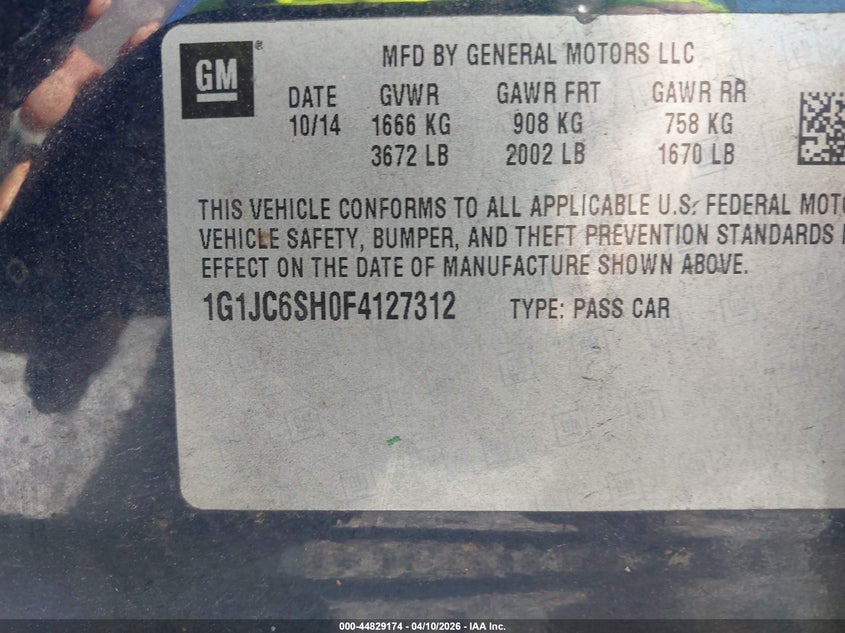 GM®
MFD BY GENERAL MOTORS LLC
DATE GVWR GAWR FRT GAWR RR
10/14 1666 KG 908 KG 758 KG
3672 LB 2002 LB 1670 LB
THIS VEHICLE CONFORMS TO ALL APPLICABLE U.S. FEDERAL
VEHICLE SAFETY, BUMPER, AND THEFT PREVENTION STANDARDS
EFFECT ON THE DATE OF MANUFACTURE SHOWN ABOVE.
1G1JC6SH0F4127312 TYPE: PASS CAR
000-44829174 - 04/10/2026 - IAA Inc.